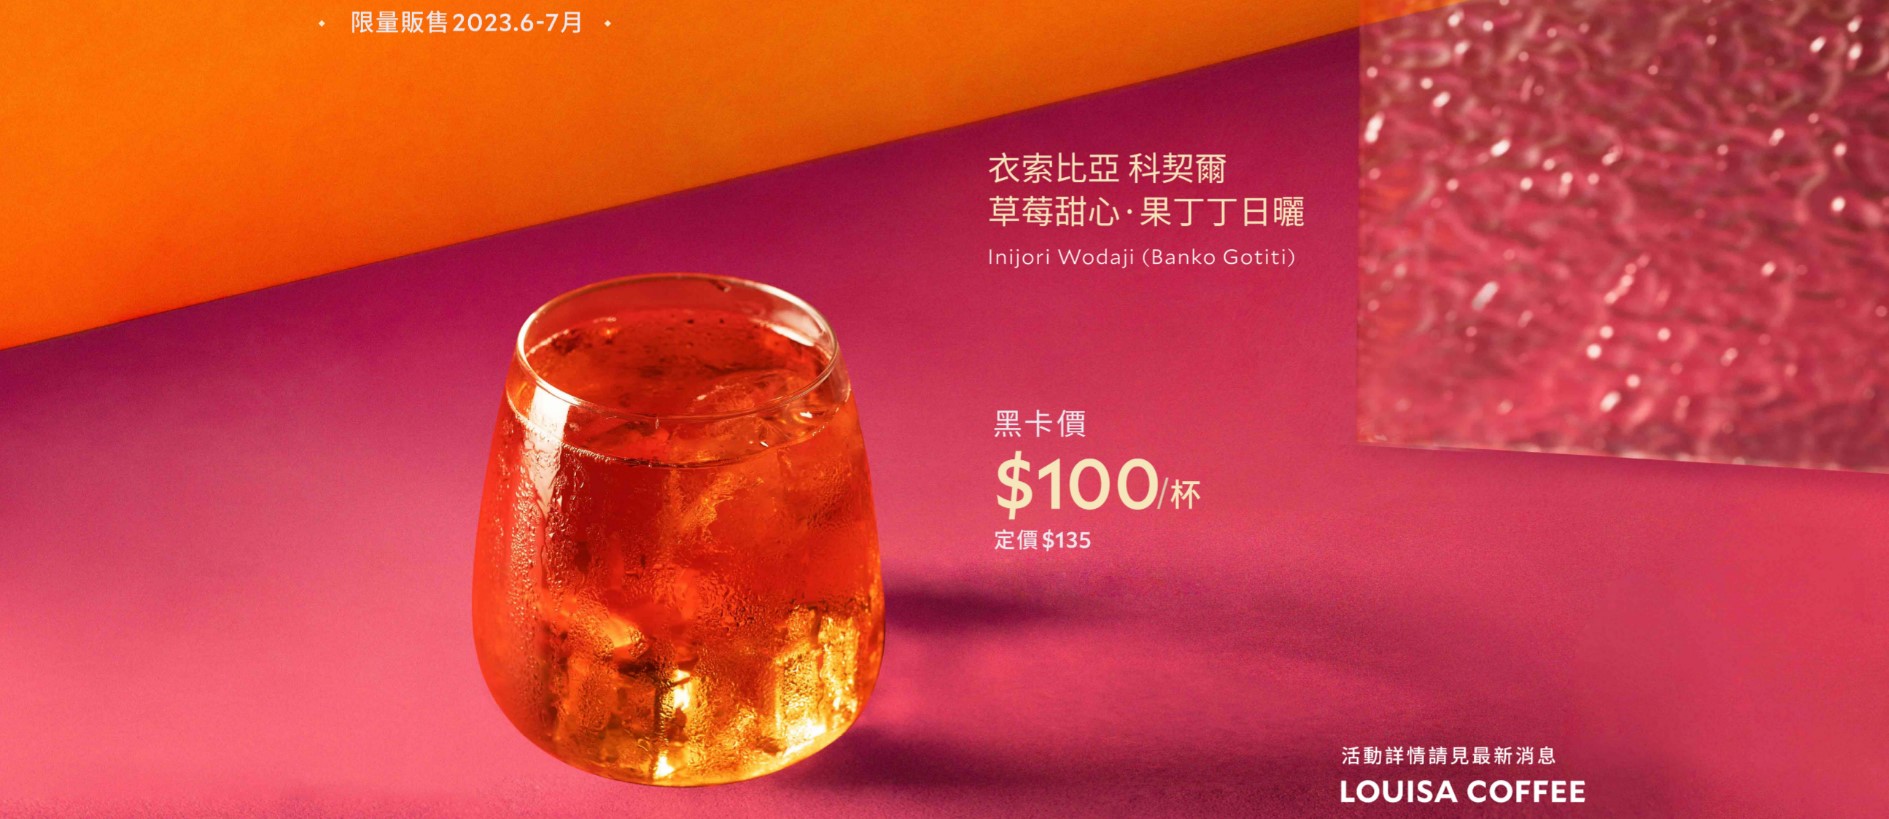 限量販售2023.6-7月
衣索比亞 科契爾
草莓甜心·果丁丁日曬
Inijori Wodaji (Banko Gotiti)
黑卡價
$100/杯
定價$135
活動詳情請見最新消息
LOUISA COFFEE